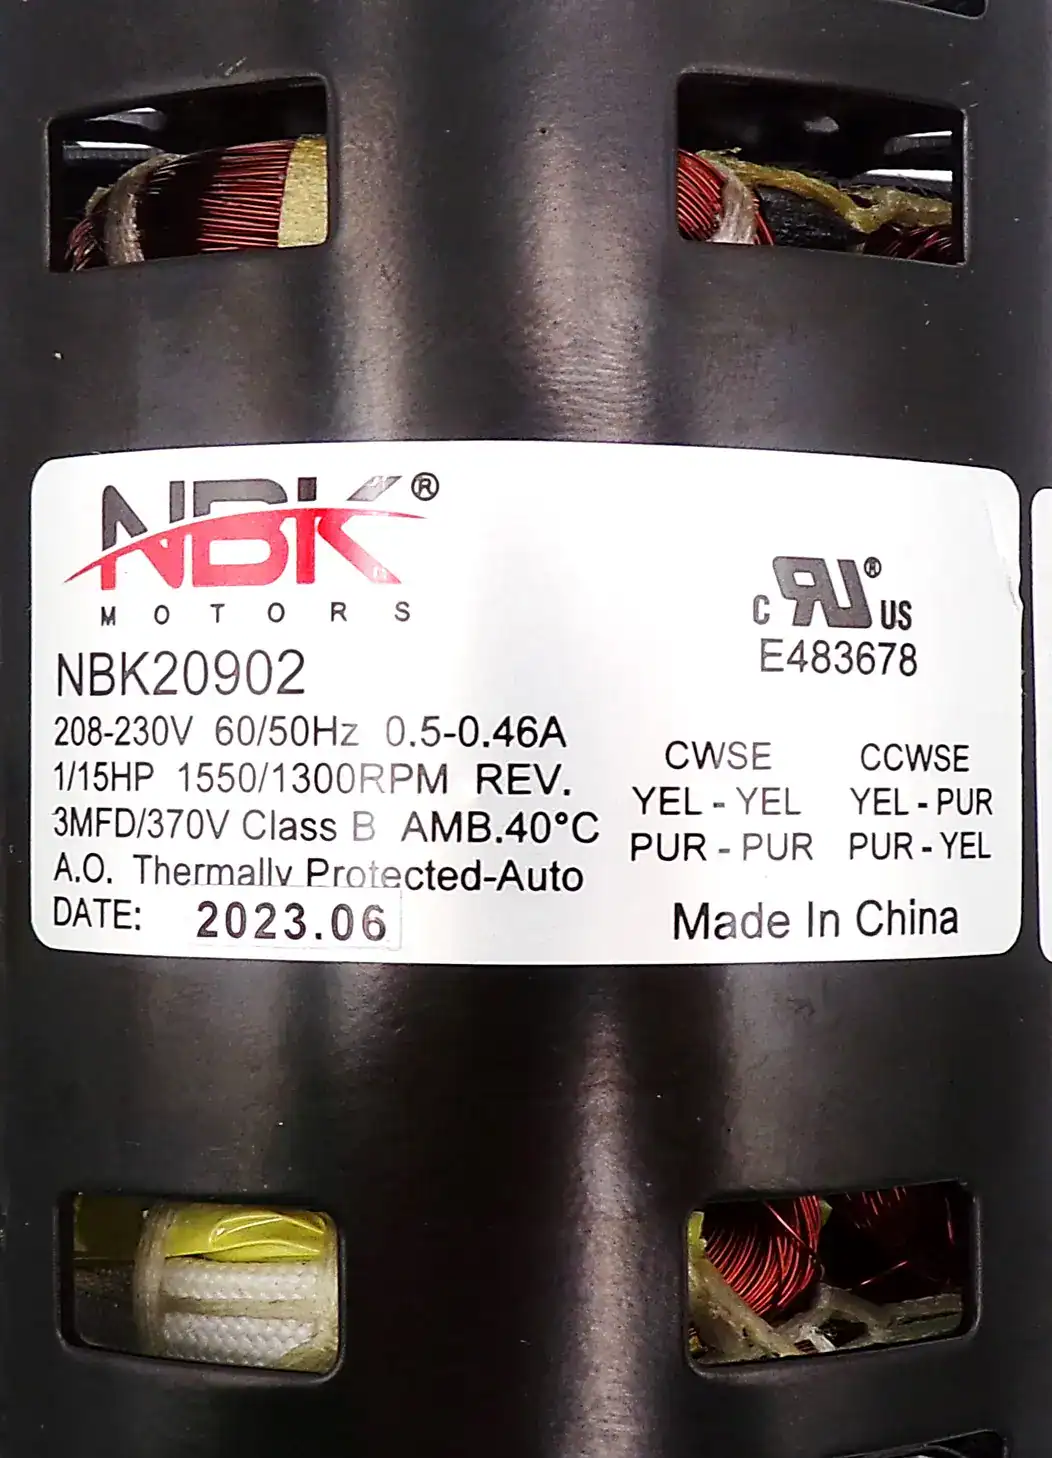 NBK®
MOTORS
NBK20902
208-230V 60/50Hz 0.5-0.46A
1/15HP 1550/1300RPM REV.
3MFD/370V Class B AMB.40°C
A.O. Thermally Protected-Auto
DATE: 2023.06
C RU® US
E483678
CWSE CCWSE
YEL - YEL YEL - PUR
PUR - PUR PUR - YEL
Made In China